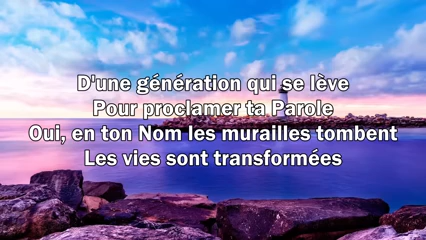 D'une génération qui se lève
Pour proclamer ta Parole
Oui, en ton Nom les murailles tombent
Les vies sont transformées